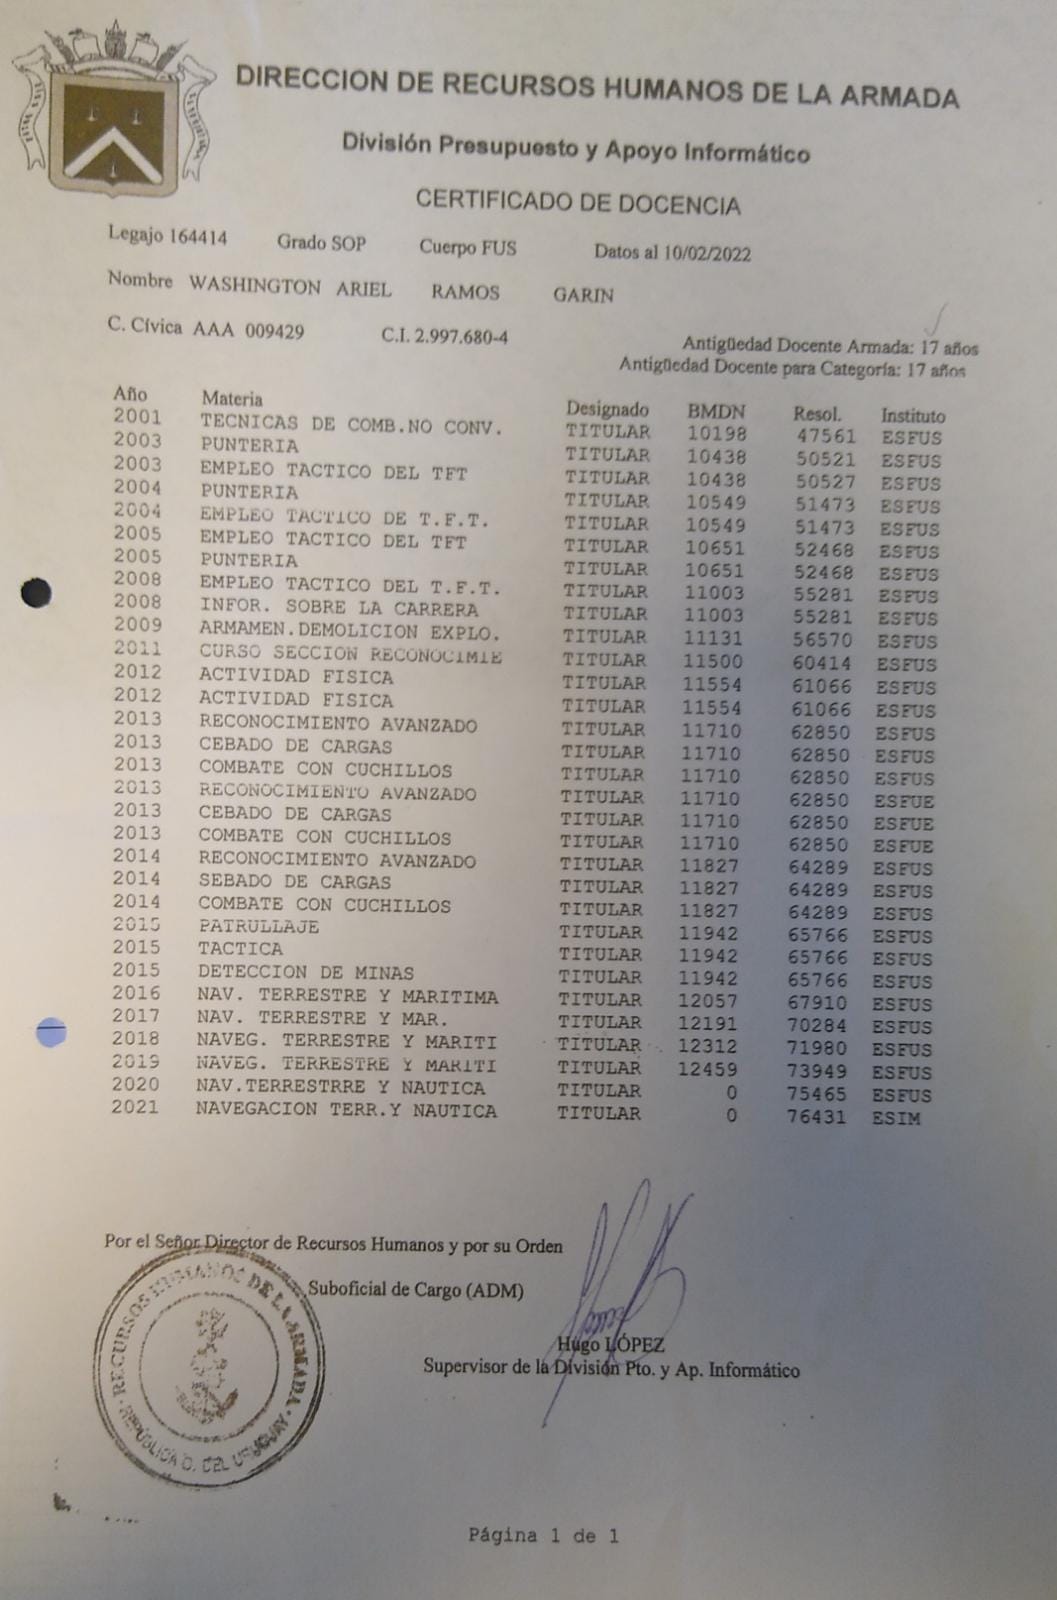 DIRECCION DE RECURSOS HUMANOS DE LA ARMADA
División Presupuesto y Apoyo Informático
CERTIFICADO DE DOCENCIA
Legajo 164414 Grado SOP Cuerpo FUS Datos al 10/02/2022
Nombre WASHINGTON ARIEL RAMOS GARIN
C. Cívica AAA 009429 C.I. 2.997.680-4
Antigüedad Docente Armada: 17 años
Antigüedad Docente para Categoría: 17 años
Año Materia Designado BMDN Resol. Instituto
2001 TECNICAS DE COMB.NO CONV. TITULAR 10198 47561 ESFUS
2003 PUNTERIA TITULAR 10438 50521 ESFUS
2003 EMPLEO TACTICO DEL TFT TITULAR 10438 50527 ESFUS
2004 PUNTERIA TITULAR 10549 51473 ESFUS
2004 EMPLEO TACTICO DE T.F.T. TITULAR 10549 51473 ESFUS
2005 EMPLEO TACTICO DEL TFT TITULAR 10651 52468 ESFUS
2005 PUNTERIA TITULAR 10651 52468 ESFUS
2008 EMPLEO TACTICO DEL T.F.T. TITULAR 11003 55281 ESFUS
2008 INFOR. SOBRE LA CARRERA TITULAR 11003 55281 ESFUS
2009 ARMAMEN.DEMOLICION EXPLO. TITULAR 11131 56570 ESFUS
2011 CURSO SECCION RECONOCIMIE TITULAR 11500 60414 ESFUS
2012 ACTIVIDAD FISICA TITULAR 11554 61066 ESFUS
2012 ACTIVIDAD FISICA TITULAR 11554 61066 ESFUS
2013 RECONOCIMIENTO AVANZADO TITULAR 11710 62850 ESFUS
2013 CEBADO DE CARGAS TITULAR 11710 62850 ESFUS
2013 COMBATE CON CUCHILLOS TITULAR 11710 62850 ESFUS
2013 RECONOCIMIENTO AVANZADO TITULAR 11710 62850 ESFUE
2013 CEBADO DE CARGAS TITULAR 11710 62850 ESFUE
2013 COMBATE CON CUCHILLOS TITULAR 11710 62850 ESFUE
2014 RECONOCIMIENTO AVANZADO TITULAR 11827 64289 ESFUS
2014 SEBADO DE CARGAS TITULAR 11827 64289 ESFUS
2014 COMBATE CON CUCHILLOS TITULAR 11827 64289 ESFUS
2015 PATRULLAJE TITULAR 11942 65766 ESFUS
2015 TACTICA TITULAR 11942 65766 ESFUS
2015 DETECCION DE MINAS TITULAR 11942 65766 ESFUS
2016 NAV. TERRESTRE Y MARITIMA TITULAR 12057 67910 ESFUS
2017 NAV. TERRESTRE Y MAR. TITULAR 12191 70284 ESFUS
2018 NAVEG. TERRESTRE Y MARITI TITULAR 12312 71980 ESFUS
2019 NAVEG. TERRESTRE Y MARITI TITULAR 12459 73949 ESFUS
2020 NAV.TERRESTRRE Y NAUTICA TITULAR 0 75465 ESFUS
2021 NAVEGACION TERR.Y NAUTICA TITULAR 0 76431 ESIM
Por el Señor Director de Recursos Humanos y por su Orden
Suboficial de Cargo (ADM)
Hugo LÓPEZ
Supervisor de la División Pto. y Ap. Informático
RECURSOS HUMANOS DE LA ARMADA
REPÚBLICA O. DEL URUGUAY
Página 1 de 1